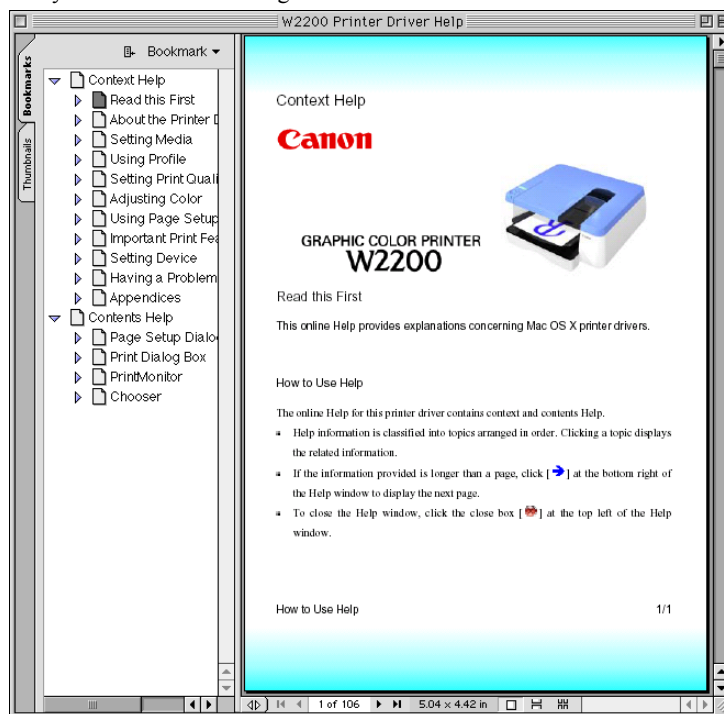 W2200 Printer Driver Help
Bookmarks
Thumbnails
Bookmark
Context Help
Read this First
About the Printer D
Setting Media
Using Profile
Setting Print Quali
Adjusting Color
Using Page Setup
Important Print Fea
Setting Device
Having a Problem
Appendices
Contents Help
Page Setup Dialo
Print Dialog Box
PrintMonitor
Chooser
Context Help
Canon
GRAPHIC COLOR PRINTER
W2200
Read this First
This online Help provides explanations concerning Mac OS X printer drivers.
How to Use Help
The online Help for this printer driver contains context and contents Help.
Help information is classified into topics arranged in order. Clicking a topic displays
the related information.
If the information provided is longer than a page, click [ ] at the bottom right of
the Help window to display the next page.
To close the Help window, click the close box [ ] at the top left of the Help
window.
How to Use Help 1/1
1 of 106 5.04 × 4.42 in